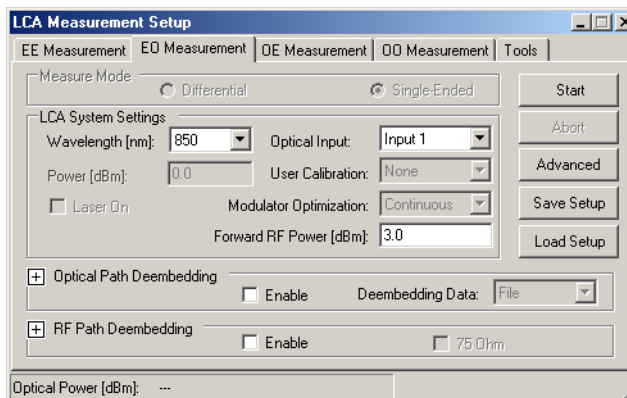 LCA Measurement Setup
EE Measurement EO Measurement OE Measurement OO Measurement Tools
Measure Mode
Differential Single-Ended Start
LCA System Settings
Wavelength [nm]: 850 Optical Input: Input 1 Abort
Power [dBm]: 0.0 User Calibration: None Advanced
Laser On Modulator Optimization: Continuous Save Setup
Forward RF Power [dBm]: 3.0 Load Setup
Optical Path Deembedding
Enable Deembedding Data: File
RF Path Deembedding
Enable 75 Ohm
Optical Power [dBm]: ---